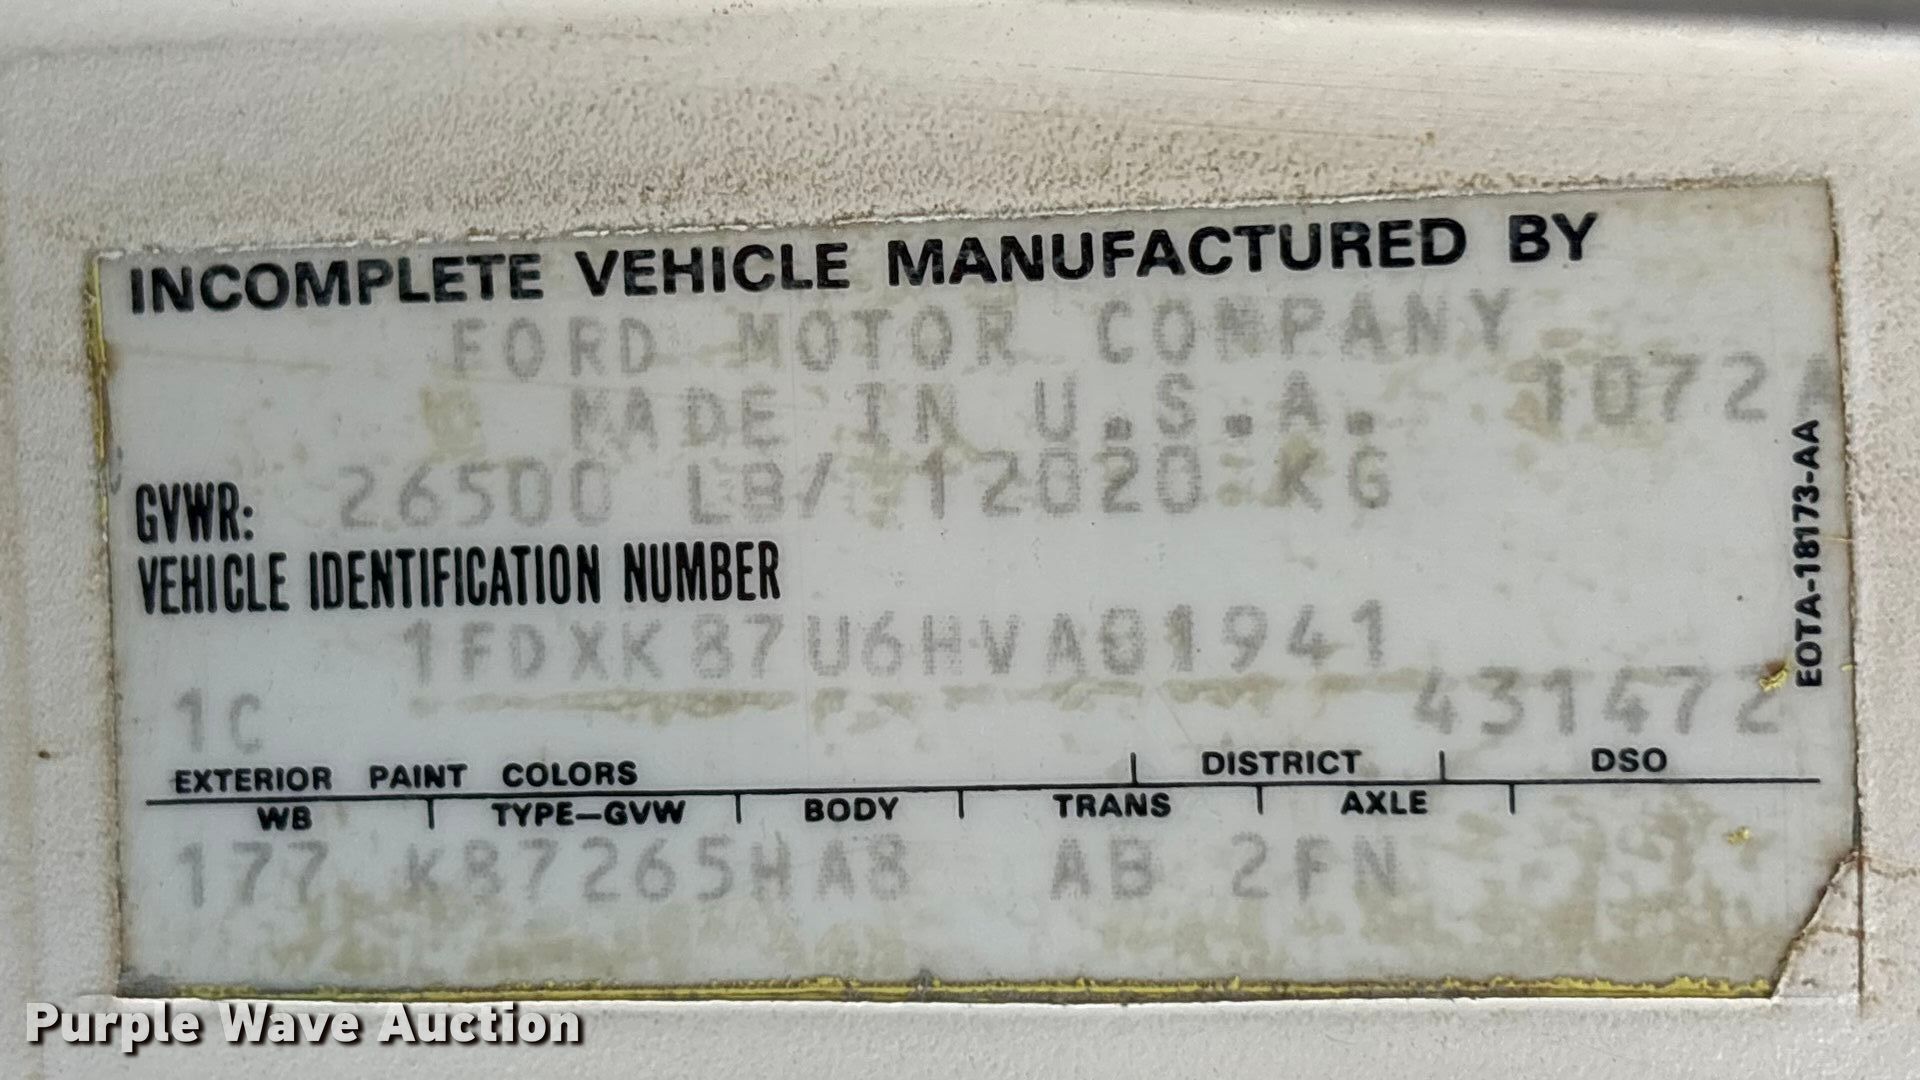 INCOMPLETE VEHICLE MANUFACTURED BY
FORD MOTOR COMPANY
MADE IN U.S.A. 1072A
GVWR: 26500 LB/ 12020 KG
VEHICLE IDENTIFICATION NUMBER
1FDXK87U6HVA01941
1C 431472
EXTERIOR PAINT COLORS DISTRICT DSO
WB TYPE-GVW BODY TRANS AXLE
177 K87265HA8 AB 2FN
EOTA-18173-AA
Purple Wave Auction